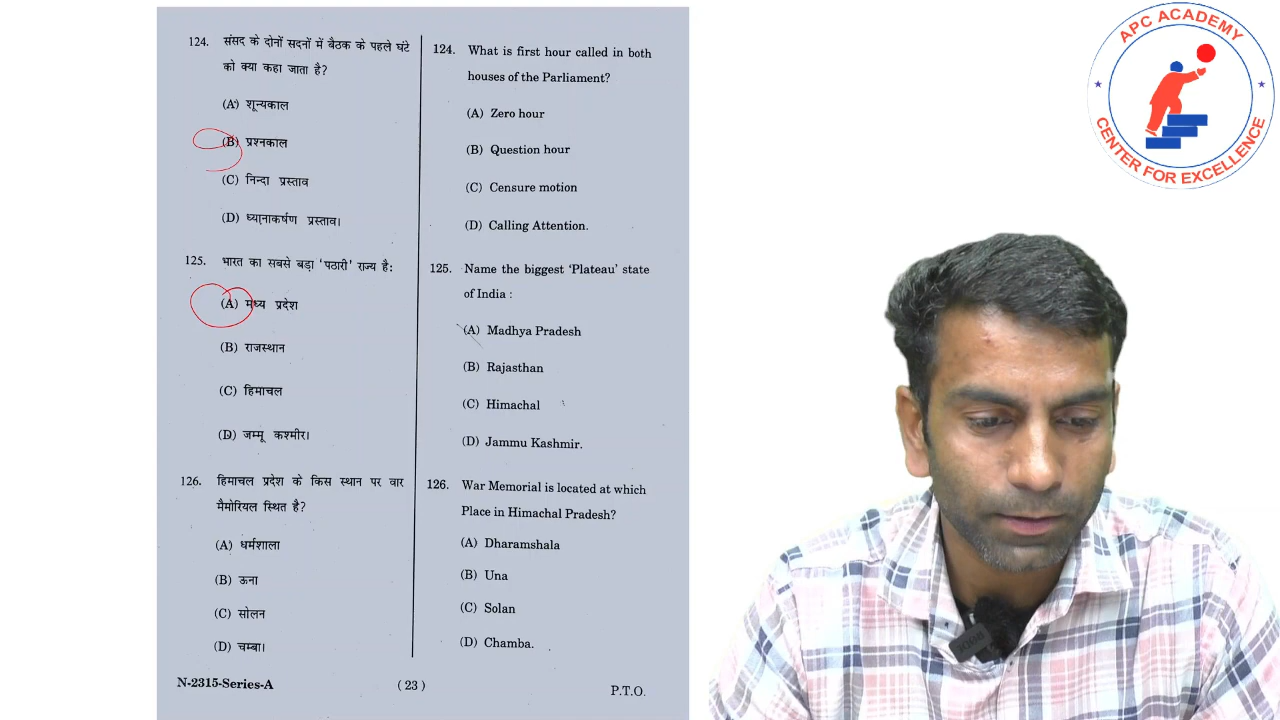 124. संसद के दोनों सदनों में बैठक के पहले घंटे
को क्या कहा जाता है?
(A) शून्यकाल
(B) प्रश्नकाल
(C) निन्दा प्रस्ताव
(D) ध्यानाकर्षण प्रस्ताव।
125. भारत का सबसे बड़ा 'पठारी' राज्य है:
(A) मध्य प्रदेश
(B) राजस्थान
(C) हिमाचल
(D) जम्मू कश्मीर।
126. हिमाचल प्रदेश के किस स्थान पर वार
मैमोरियल स्थित है?
(A) धर्मशाला
(B) ऊना
(C) सोलन
(D) चम्बा।
124. What is first hour called in both
houses of the Parliament?
(A) Zero hour
(B) Question hour
(C) Censure motion
(D) Calling Attention.
125. Name the biggest 'Plateau' state
of India :
(A) Madhya Pradesh
(B) Rajasthan
(C) Himachal
(D) Jammu Kashmir.
126. War Memorial is located at which
Place in Himachal Pradesh?
(A) Dharamshala
(B) Una
(C) Solan
(D) Chamba.
N-2315-Series-A
(23)
P.T.O.
APC ACADEMY
CENTER FOR EXCELLENCE